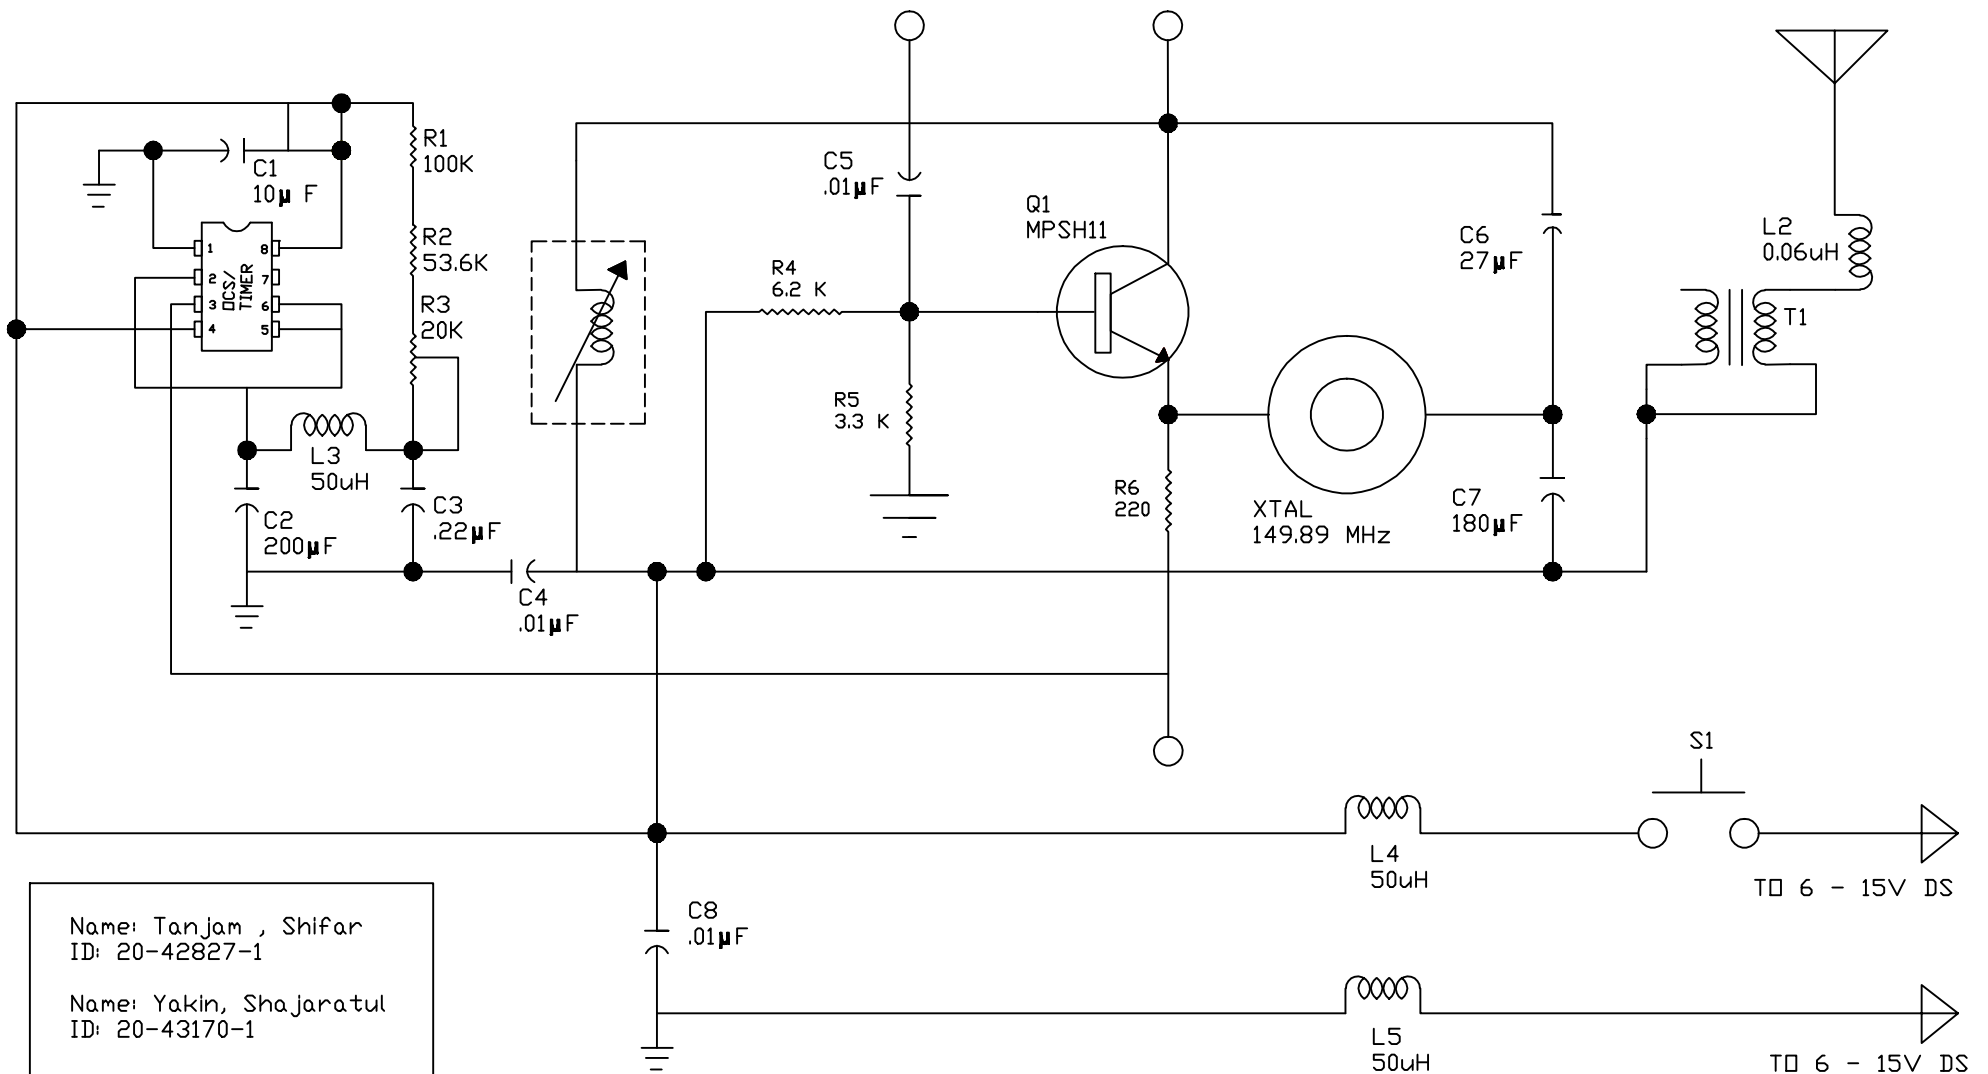 R1
100K
C1
10μ F
R2
53.6K
R3
20K
1
8
2
7
3
6
4
5
OCS/
TIMER
L3
50uH
C2
200μF
C3
.22μF
C4
.01μF
C5
.01μF
Q1
MPSH11
R4
6.2 K
R5
3.3 K
R6
220
XTAL
149.89 MHz
C6
27μF
C7
180μF
L2
0.06uH
T1
S1
L4
50uH
TO 6 - 15V DS
C8
.01μF
L5
50uH
TO 6 - 15V DS
Name: Tanjam , Shifar
ID: 20-42827-1
Name: Yakin, Shajaratul
ID: 20-43170-1